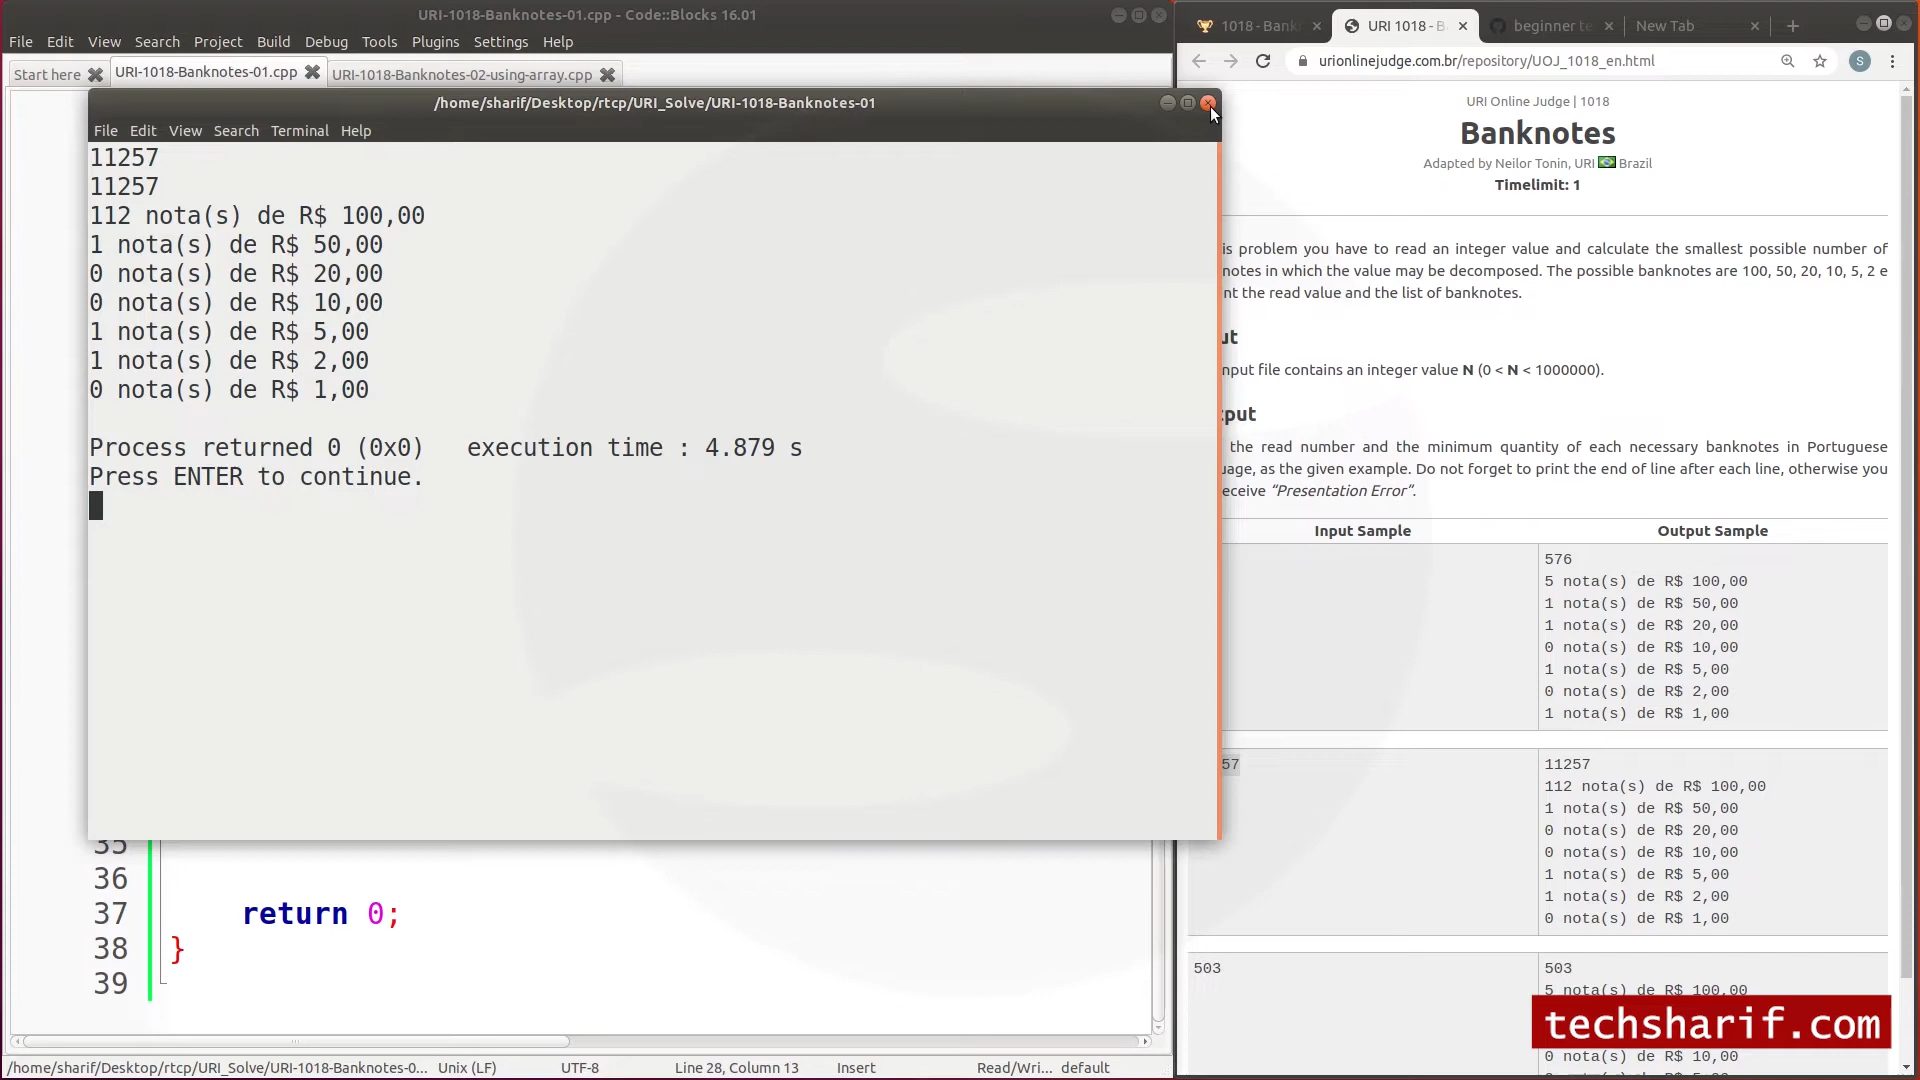 URI-1018-Banknotes-01.cpp - Code::Blocks 16.01
File Edit View Search Project Build Debug Tools Plugins Settings Help
Start here URI-1018-Banknotes-01.cpp URI-1018-Banknotes-02-using-array.cpp
/home/sharif/Desktop/rtcp/URI_Solve/URI-1018-Banknotes-01
File Edit View Search Terminal Help
11257
11257
112 nota(s) de R$ 100,00
1 nota(s) de R$ 50,00
0 nota(s) de R$ 20,00
0 nota(s) de R$ 10,00
1 nota(s) de R$ 5,00
1 nota(s) de R$ 2,00
0 nota(s) de R$ 1,00
Process returned 0 (0x0) execution time : 4.879 s
Press ENTER to continue.
35
36
37 return 0;
38 }
39
/home/sharif/Desktop/rtcp/URI_Solve/URI-1018-Banknotes-0... Unix (LF) UTF-8 Line 28, Column 13 Insert Read/Wri... default
1018 - Bank URI 1018 - B beginner te New Tab
urionlinejudge.com.br/repository/UOJ_1018_en.html S
URI Online Judge | 1018
Banknotes
Adapted by Neilor Tonin, URI Brazil
Timelimit: 1
is problem you have to read an integer value and calculate the smallest possible number of
notes in which the value may be decomposed. The possible banknotes are 100, 50, 20, 10, 5, 2 e
nt the read value and the list of banknotes.
ut
nput file contains an integer value N (0 < N < 1000000).
put
the read number and the minimum quantity of each necessary banknotes in Portuguese
uage, as the given example. Do not forget to print the end of line after each line, otherwise you
eceive “Presentation Error”.
Input Sample Output Sample
576
5 nota(s) de R$ 100,00
1 nota(s) de R$ 50,00
1 nota(s) de R$ 20,00
0 nota(s) de R$ 10,00
1 nota(s) de R$ 5,00
0 nota(s) de R$ 2,00
1 nota(s) de R$ 1,00
57 11257
112 nota(s) de R$ 100,00
1 nota(s) de R$ 50,00
0 nota(s) de R$ 20,00
0 nota(s) de R$ 10,00
1 nota(s) de R$ 5,00
1 nota(s) de R$ 2,00
0 nota(s) de R$ 1,00
503 503
5 nota(s) de R$ 100,00
techsharif.com
0 nota(s) de R$ 10,00